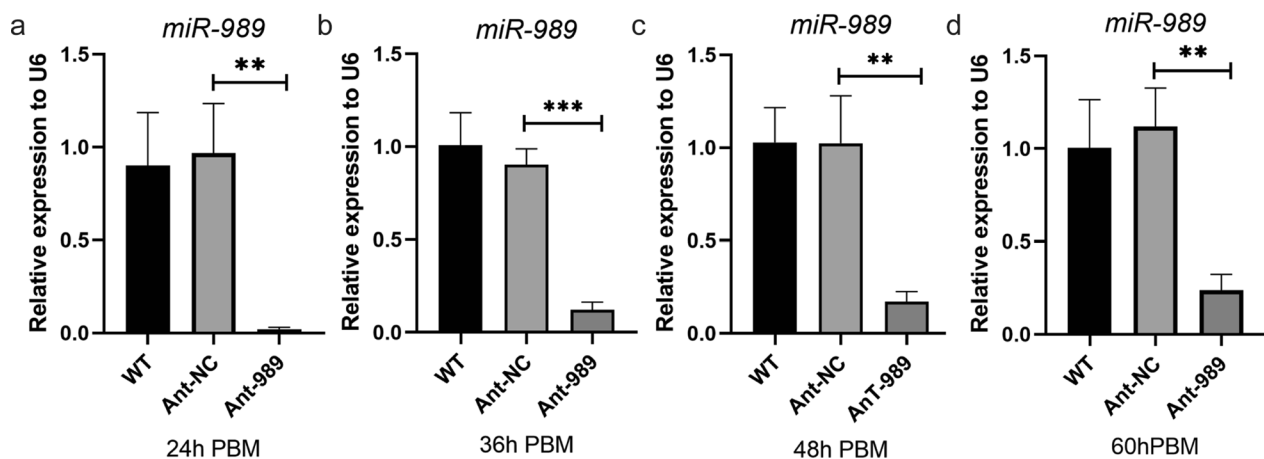 a
miR-989
Relative expression to U6
1.5
1.0
0.5
0.0
**
WT
Ant-NC
Ant-989
24h PBM
b
miR-989
Relative expression to U6
1.5
1.0
0.5
0.0
***
WT
Ant-NC
Ant-989
36h PBM
c
miR-989
Relative expression to U6
1.5
1.0
0.5
0.0
**
WT
Ant-NC
AnT-989
48h PBM
d
miR-989
Relative expression to U6
1.5
1.0
0.5
0.0
**
WT
Ant-NC
Ant-989
60hPBM